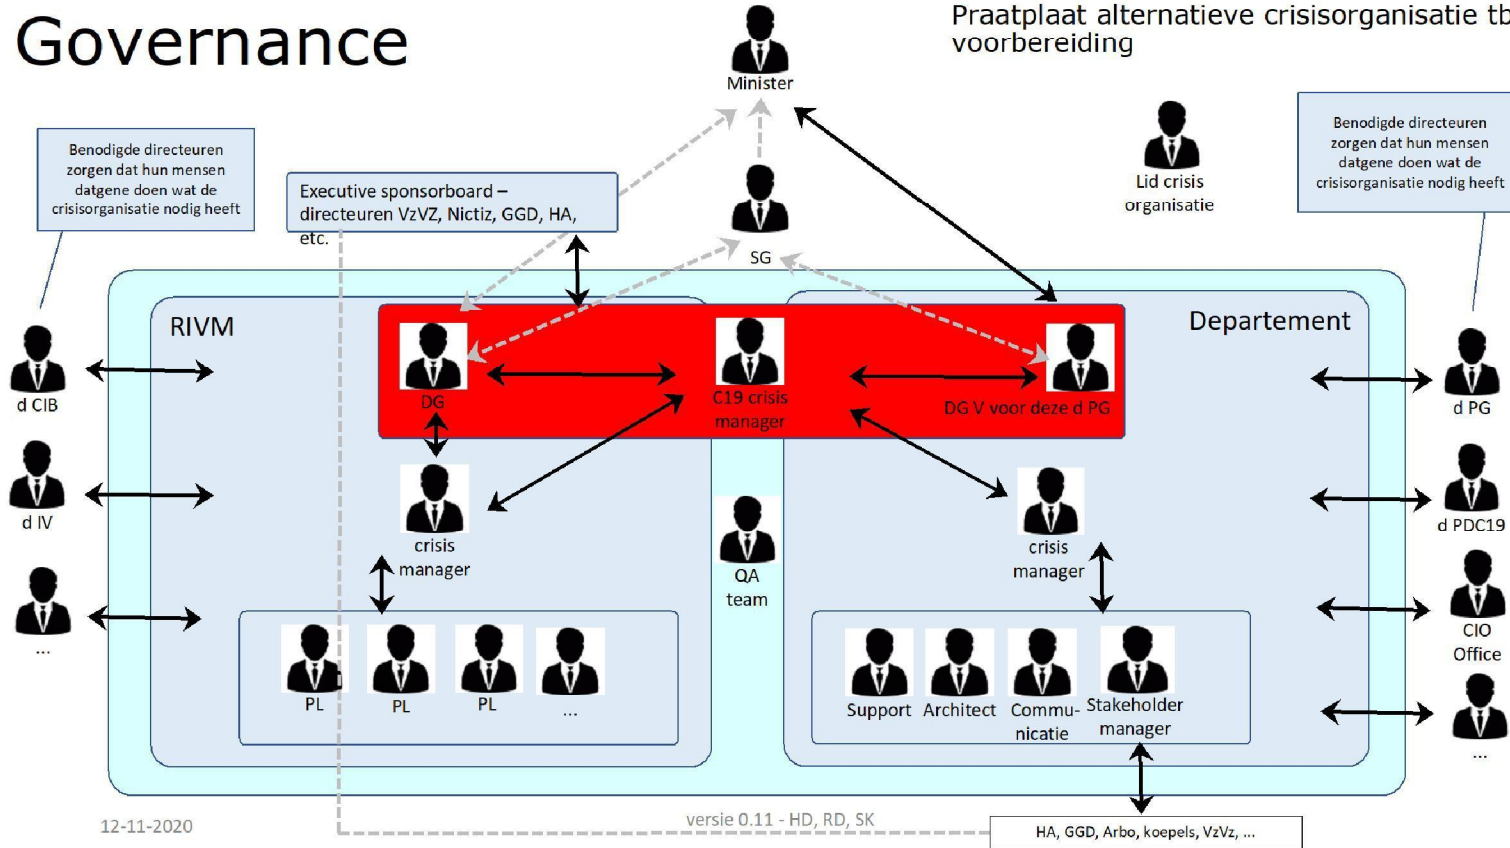 Governance
Praatplaat alternatieve crisisorganisatie tb
voorbereiding
Minister
Benodigde directeuren
zorgen dat hun mensen
datgene doen wat de
crisisorganisatie nodig heeft
Executive sponsorboard –
directeuren VzVZ, Nictiz, GGD, HA,
etc.
SG
Lid crisis
organisatie
Benodigde directeuren
zorgen dat hun mensen
datgene doen wat de
crisisorganisatie nodig heeft
RIVM
Departement
d CIB
DG
C19 crisis
manager
DG V voor deze d PG
d PG
d IV
crisis
manager
QA
team
crisis
manager
d PDC19
...
PL
PL
PL
...
Support
Architect
Commu-
nicatie
Stakeholder
manager
CIO
Office
...
12-11-2020
versie 0.11 - HD, RD, SK
HA, GGD, Arbo, koepels, VzVz, ...